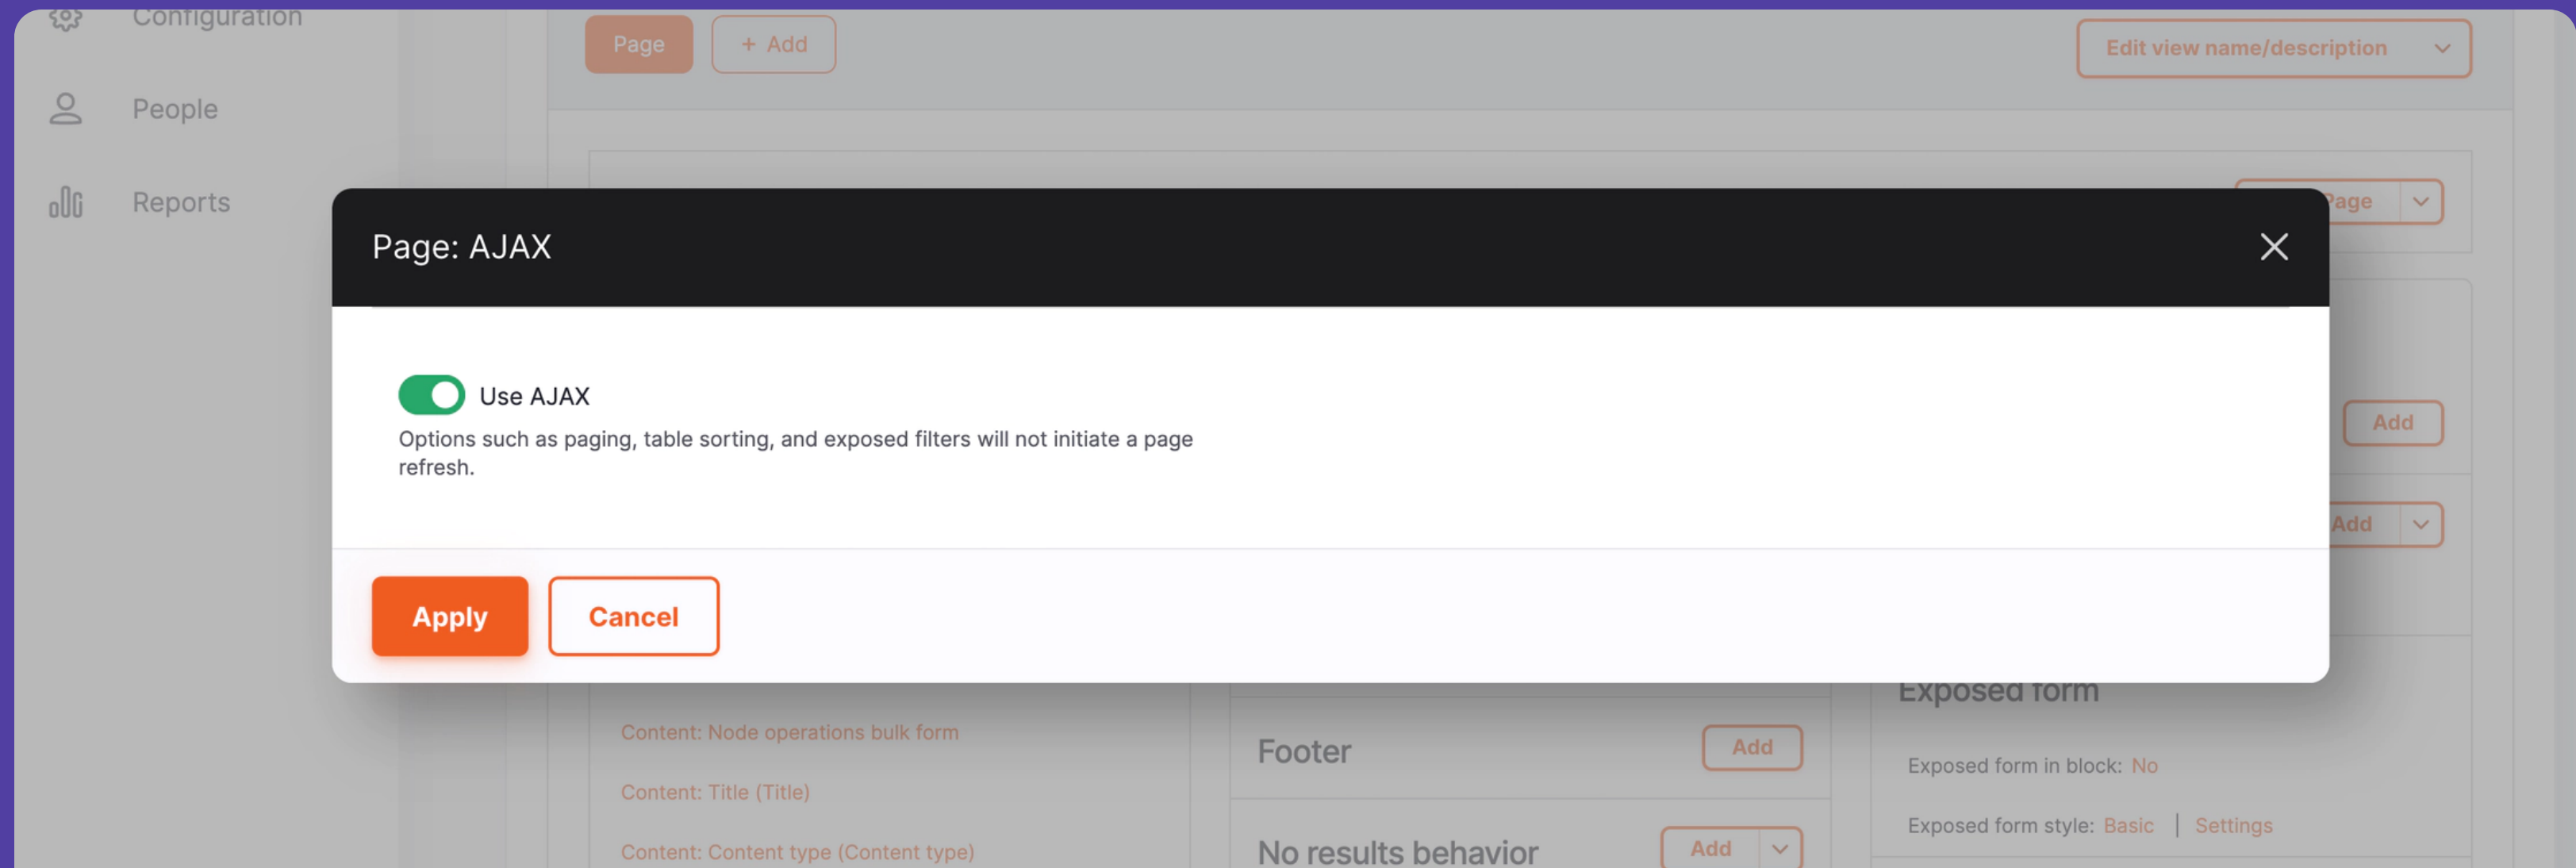 Configuration
People
Reports
Page
+ Add
Edit view name/description
Page
Page: AJAX
Use AJAX
Options such as paging, table sorting, and exposed filters will not initiate a page
refresh.
Apply
Cancel
Add
Add
Content: Node operations bulk form
Content: Title (Title)
Content: Content type (Content type)
Footer
Add
No results behavior
Add
Exposed form
Exposed form in block: No
Exposed form style: Basic | Settings